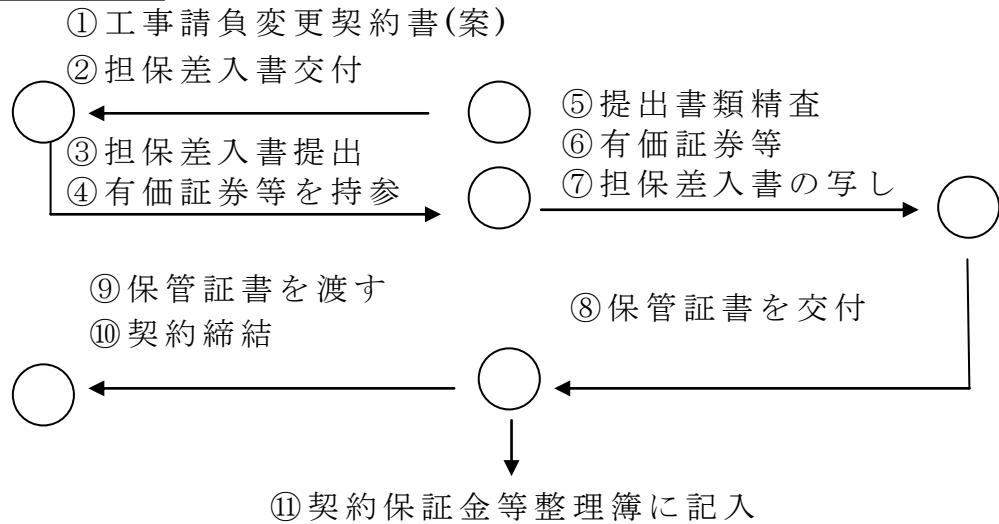 ①工事請負変更契約書(案)
②担保差入書交付
③担保差入書提出
④有価証券等を持参
⑤提出書類精査
⑥有価証券等
⑦担保差入書の写し
⑧保管証書を交付
⑨保管証書を渡す
⑩契約締結
⑪契約保証金等整理簿に記入